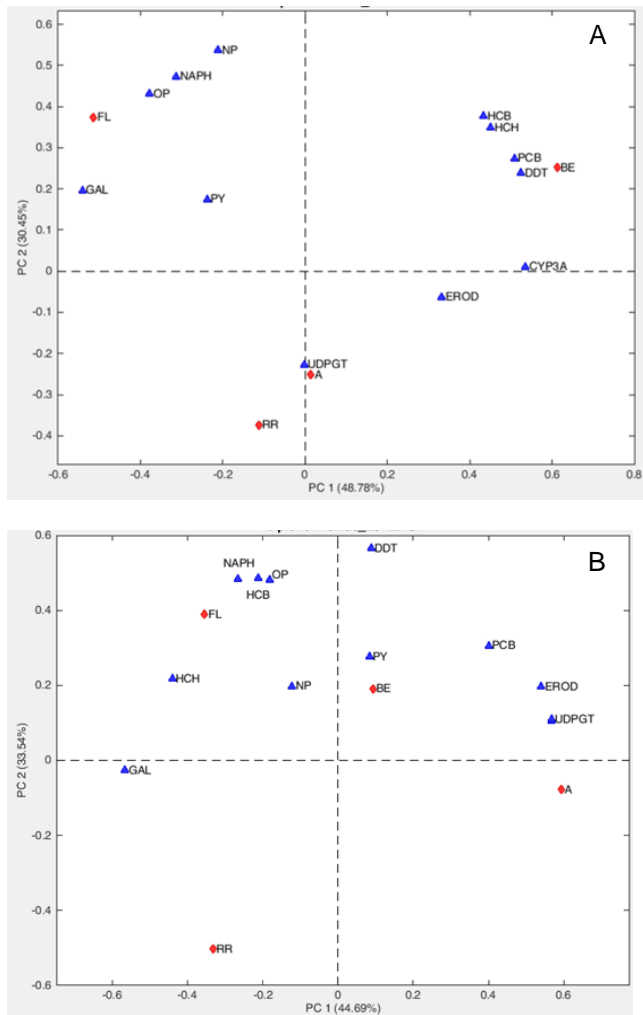 A
0.6
0.5
0.4
0.3
0.2
0.1
0
-0.1
-0.2
-0.3
-0.4
PC 2 (30.45%)
NP
NAPH
OP
FL
GAL
PY
HCB
HCH
PCB
BE
DDT
CYP3A
EROD
UDPGT
A
RR
-0.6 -0.4 -0.2 0 0.2 0.4 0.6 0.8
PC 1 (48.78%)
B
0.6
0.4
0.2
0
-0.2
-0.4
-0.6
PC 2 (33.54%)
DDT
NAPH
OP
HCB
FL
PCB
PY
HCH
NP
BE
EROD
UDPGT
GAL
A
RR
-0.6 -0.4 -0.2 0 0.2 0.4 0.6
PC 1 (44.69%)